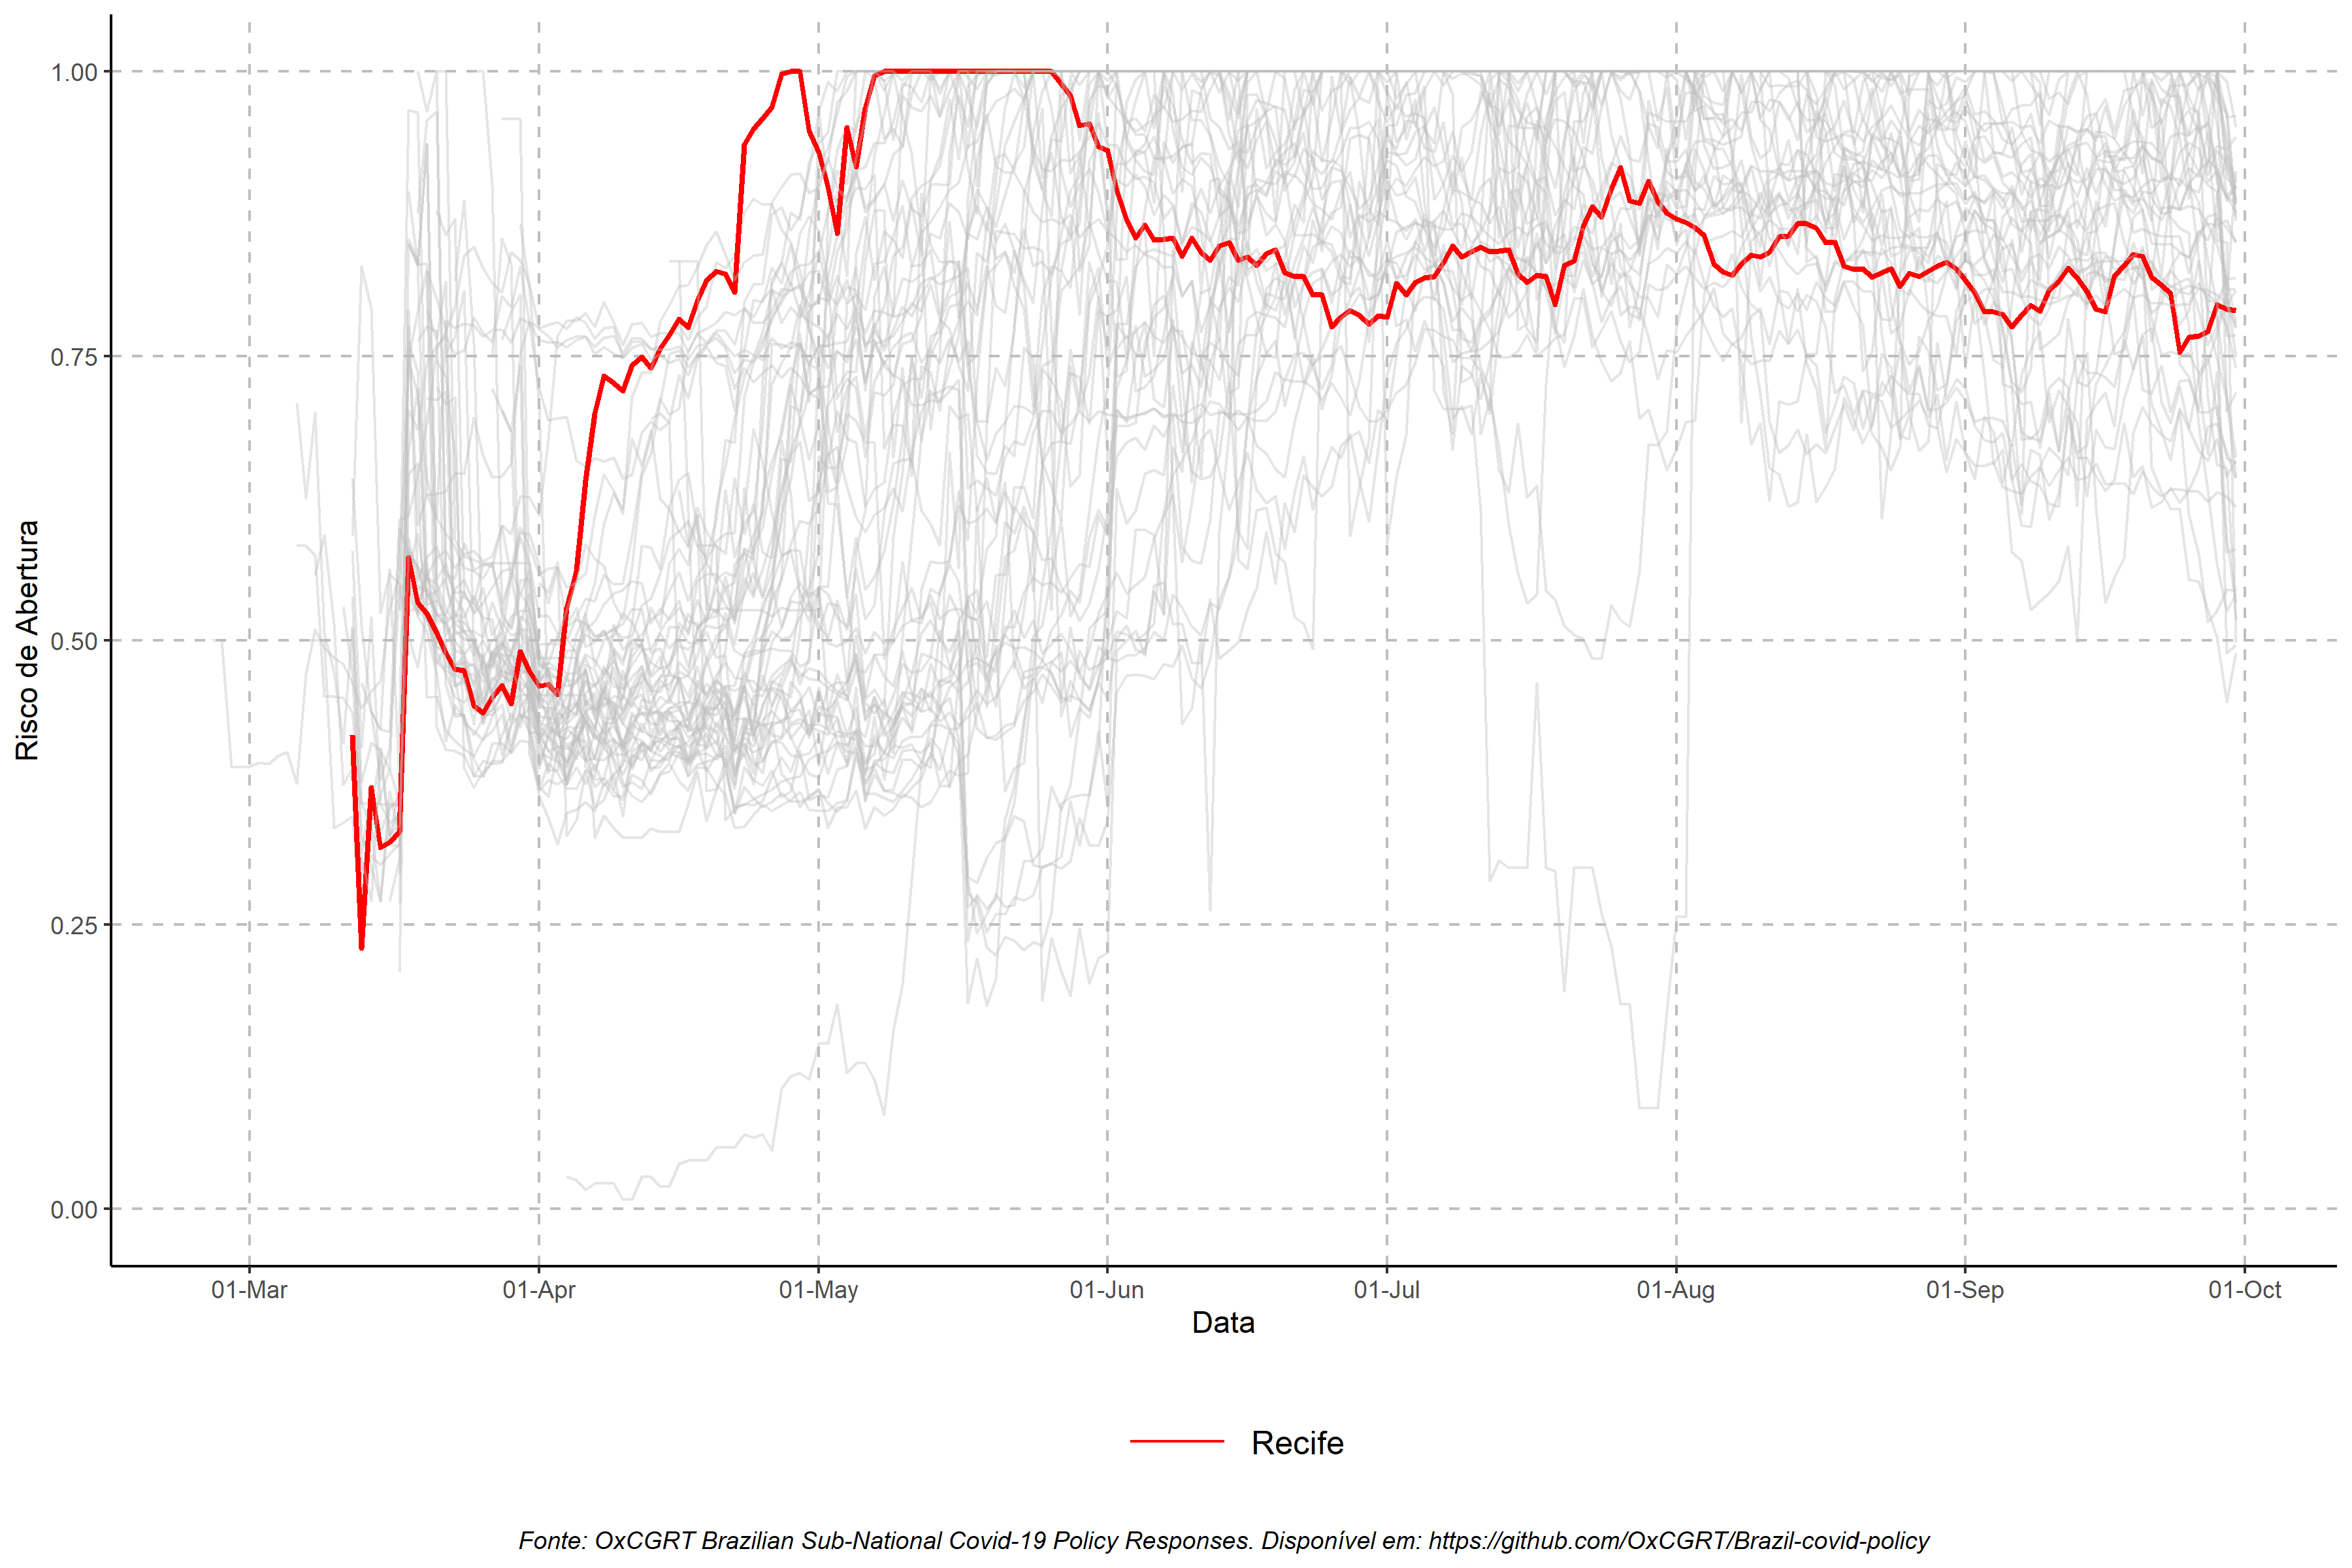 1.00
0.75
0.50
0.25
0.00
Risco de Abertura
01-Mar 01-Apr 01-May 01-Jun 01-Jul 01-Aug 01-Sep 01-Oct
Data
Recife
Fonte: OxCGRT Brazilian Sub-National Covid-19 Policy Responses. Disponível em: https://github.com/OxCGRT/Brazil-covid-policy